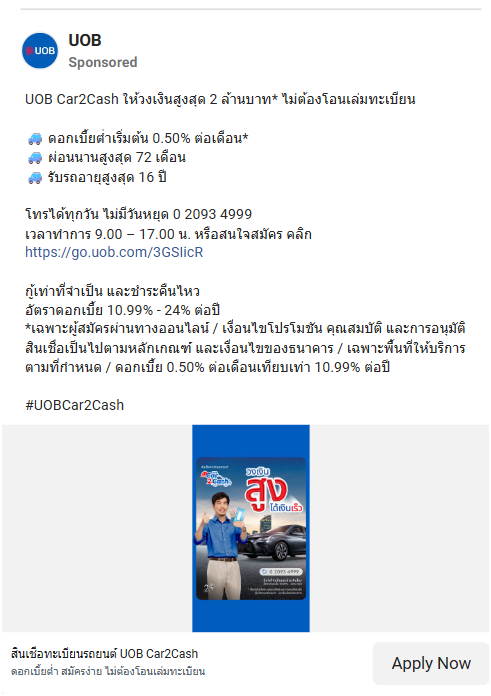 UOB
UOB
Sponsored
UOB Car2Cash ให้วงเงินสูงสุด 2 ล้านบาท* ไม่ต้องโอนเล่มทะเบียน
🚙 ดอกเบี้ยต่ำเริ่มต้น 0.50% ต่อเดือน*
🚙 ผ่อนนานสูงสุด 72 เดือน
🚙 รับรถอายุสูงสุด 16 ปี
โทรได้ทุกวัน ไม่มีวันหยุด 0 2093 4999
เวลาทำการ 9.00 – 17.00 น. หรือสนใจสมัคร คลิก
https://go.uob.com/3GSIicR
กู้เท่าที่จำเป็น และชำระคืนไหว
อัตราดอกเบี้ย 10.99% - 24% ต่อปี
*เฉพาะผู้สมัครผ่านทางออนไลน์ / เงื่อนไขโปรโมชัน คุณสมบัติ และการอนุมัติ
สินเชื่อเป็นไปตามหลักเกณฑ์ และเงื่อนไขของธนาคาร / เฉพาะพื้นที่ให้บริการ
ตามที่กำหนด / ดอกเบี้ย 0.50% ต่อเดือนเทียบเท่า 10.99% ต่อปี
#UOBCar2Cash
Car
2Cash
วงเงิน
สูง
ได้เงินเร็ว
0 2093 4999
สินเชื่อทะเบียนรถยนต์ UOB Car2Cash
ดอกเบี้ยต่ำ สมัครง่าย ไม่ต้องโอนเล่มทะเบียน
Apply Now